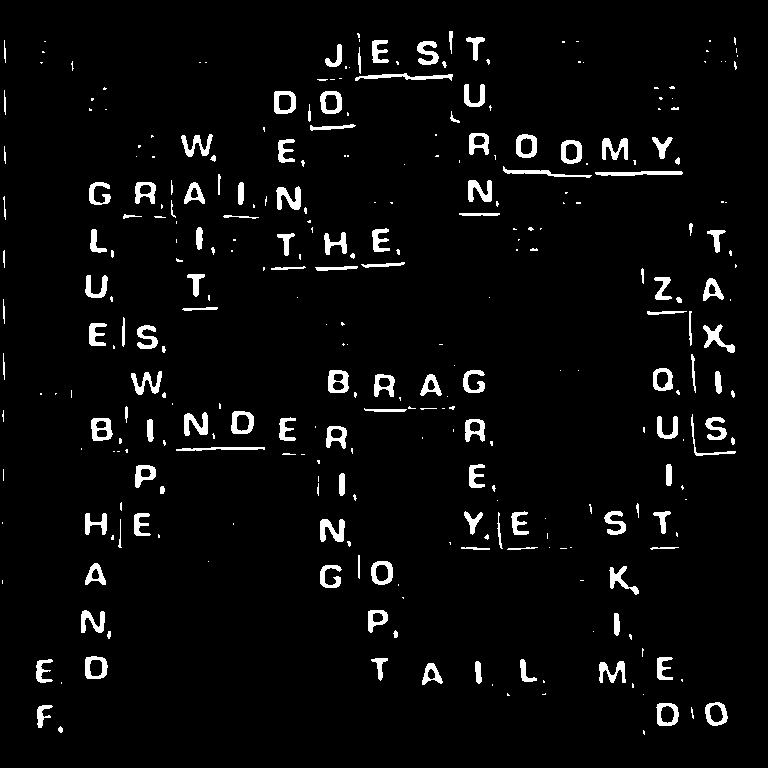 J E S T
D O U
W E R O O M Y
G R A I N N
L I T H E T
U T Z A
E S X
W B R A G Q I
B I N D E R R U S
P I E I
H E N Y E S T
A G O K
N P I
E D T A I L M E
F D O